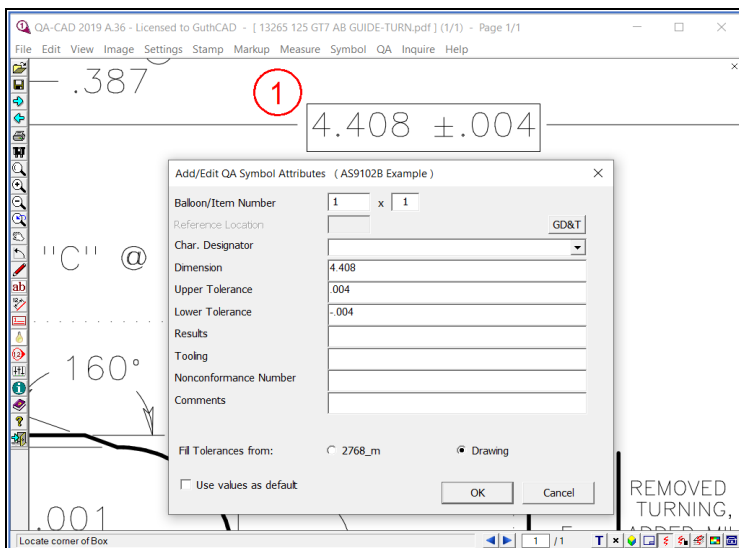 QA-CAD 2019 A.36 - Licensed to GuthCAD - [ 13265 125 GT7 AB GUIDE-TURN.pdf ] (1/1) - Page 1/1
File Edit View Image Settings Stamp Markup Measure Symbol QA Inquire Help
.387
1
4.408 ±.004
Add/Edit QA Symbol Attributes ( AS9102B Example )
Balloon/Item Number 1 x 1
Reference Location GD&T
Char. Designator
Dimension 4.408
Upper Tolerance .004
Lower Tolerance -.004
Results
Tooling
Nonconformance Number
Comments
Fill Tolerances from: 2768_m Drawing
Use values as default
OK Cancel
"C" @
160°
.001
REMOVED
TURNING,
ab
Locate corner of Box
1 /1 T